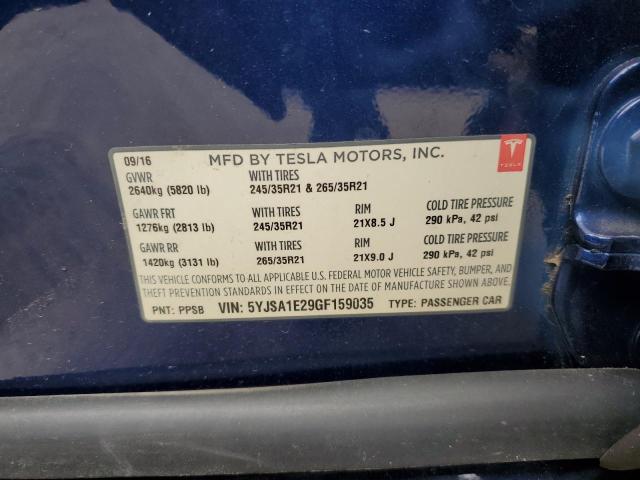 09/16 MFD BY TESLA MOTORS, INC.
TESLA
GVWR WITH TIRES
2640kg (5820 lb) 245/35R21 & 265/35R21
GAWR FRT WITH TIRES RIM COLD TIRE PRESSURE
1276kg (2813 lb) 245/35R21 21X8.5 J 290 kPa, 42 psi
GAWR RR WITH TIRES RIM COLD TIRE PRESSURE
1420kg (3131 lb) 265/35R21 21X9.0 J 290 kPa, 42 psi
THIS VEHICLE CONFORMS TO ALL APPLICABLE U.S. FEDERAL MOTOR VEHICLE SAFETY, BUMPER, AND
THEFT PREVENTION STANDARDS IN EFFECT ON THE DATE OF MANUFACTURE SHOWN ABOVE.
PNT: PPSB VIN: 5YJSA1E29GF159035 TYPE: PASSENGER CAR